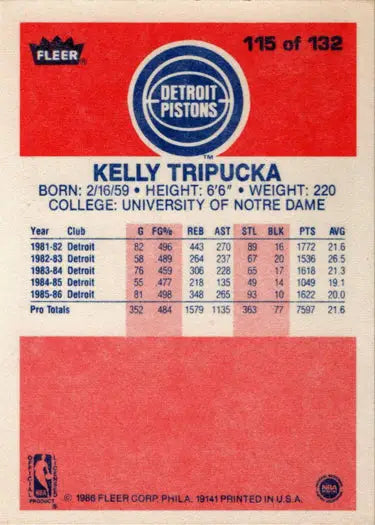 FLEER®
115 of 132
DETROIT
PISTONS
TM
KELLY TRIPUCKA
BORN: 2/16/59 • HEIGHT: 6'6" • WEIGHT: 220
COLLEGE: UNIVERSITY OF NOTRE DAME
Year Club G FG% REB AST STL BLK PTS AVG
1981-82 Detroit 82 496 443 270 89 16 1772 21.6
1982-83 Detroit 58 489 264 237 67 20 1536 26.5
1983-84 Detroit 76 459 306 228 65 17 1618 21.3
1984-85 Detroit 55 477 218 135 49 14 1049 19.1
1985-86 Detroit 81 498 348 265 93 10 1622 20.0
Pro Totals 352 484 1579 1135 363 77 7597 21.6
OFFICIAL LICENSED
NBA
PRODUCT
NBA
© 1986 FLEER CORP. PHILA. 19141 PRINTED IN U.S.A.